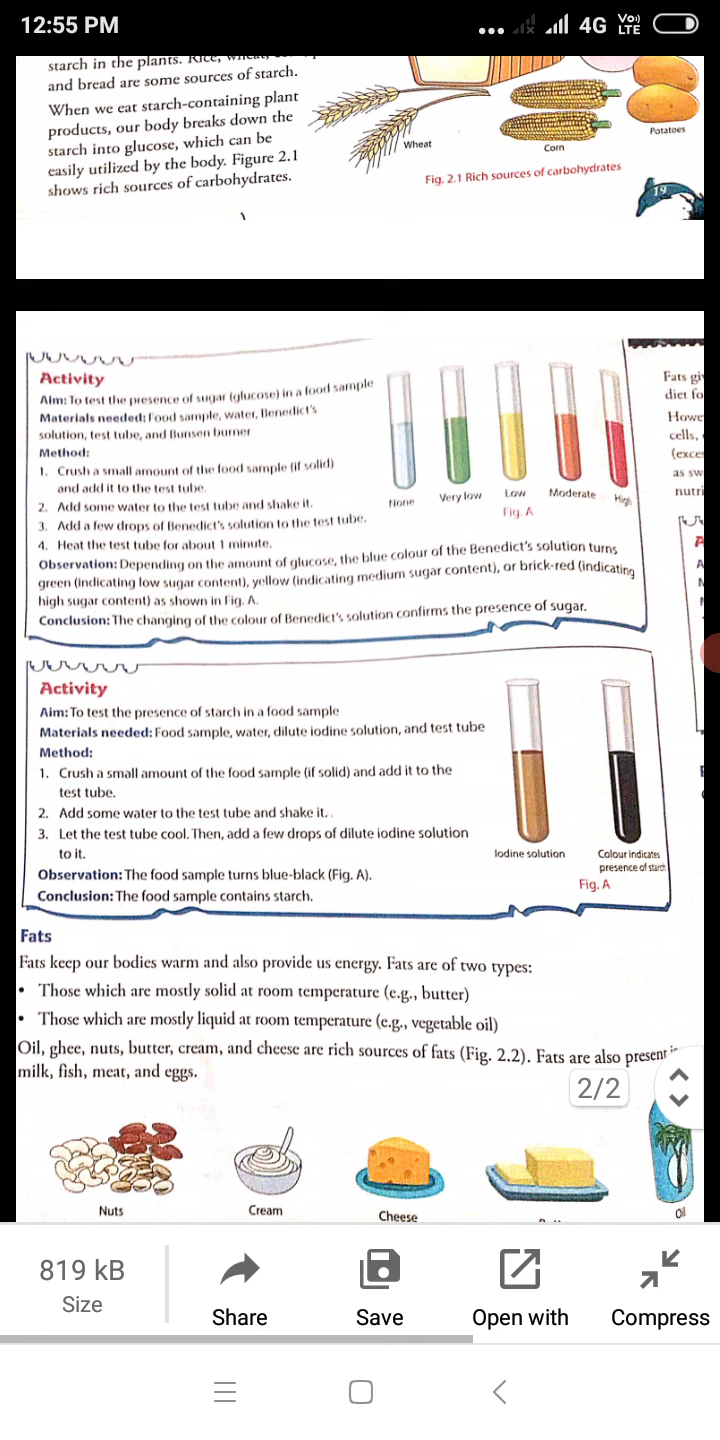 12:55 PM
4G Vo)) LTE
starch in the plants. Rice, wheat,
and bread are some sources of starch.
When we eat starch-containing plant
products, our body breaks down the
starch into glucose, which can be
easily utilized by the body. Figure 2.1
shows rich sources of carbohydrates.
Wheat
Corn
Potatoes
Fig. 2.1 Rich sources of carbohydrates
19
Activity
Aim: To test the presence of sugar (glucose) in a food sample
Materials needed: Food sample, water, Benedict's
solution, test tube, and Bunsen burner
Method:
1. Crush a small amount of the food sample (if solid)
and add it to the test tube.
2. Add some water to the test tube and shake it.
3. Add a few drops of Benedict's solution to the test tube.
4. Heat the test tube for about 1 minute.
Observation: Depending on the amount of glucose, the blue colour of the Benedict's solution turns
green (indicating low sugar content), yellow (indicating medium sugar content), or brick-red (indicating
high sugar content) as shown in Fig. A.
Conclusion: The changing of the colour of Benedict's solution confirms the presence of sugar.
None
Very low
Low
Moderate
High
Fig. A
Fats gi
diet fo
Howe
cells,
(exce
as sw
nutri
Activity
Aim: To test the presence of starch in a food sample
Materials needed: Food sample, water, dilute iodine solution, and test tube
Method:
1. Crush a small amount of the food sample (if solid) and add it to the
test tube.
2. Add some water to the test tube and shake it. .
3. Let the test tube cool. Then, add a few drops of dilute iodine solution
to it.
Observation: The food sample turns blue-black (Fig. A).
Conclusion: The food sample contains starch.
Iodine solution
Colour indicates
presence of starch
Fig. A
Fats
Fats keep our bodies warm and also provide us energy. Fats are of two types:
• Those which are mostly solid at room temperature (e.g., butter)
• Those which are mostly liquid at room temperature (e.g., vegetable oil)
Oil, ghee, nuts, butter, cream, and cheese are rich sources of fats (Fig. 2.2). Fats are also present in
milk, fish, meat, and eggs.
2/2
Nuts
Cream
Cheese
Oil
819 kB
Size
Share
Save
Open with
Compress